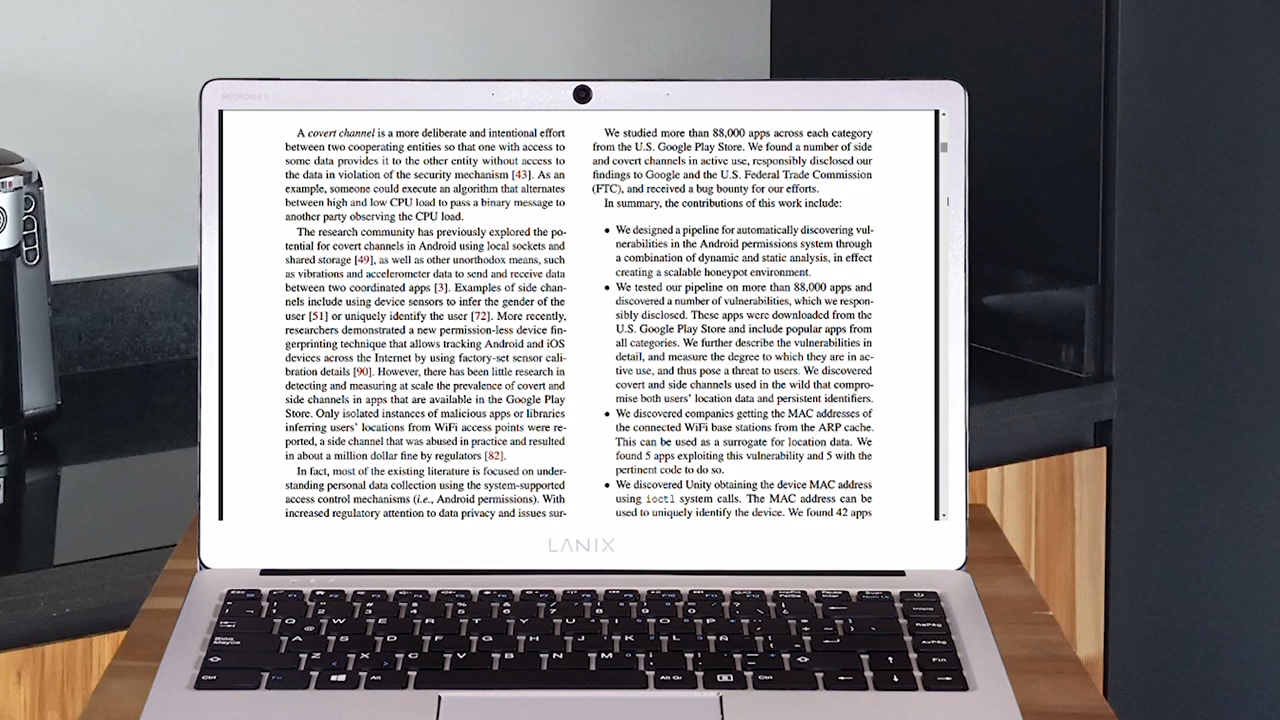 NEURONX
A covert channel is a more deliberate and intentional effort
between two cooperating entities so that one with access to
some data provides it to the other entity without access to
the data in violation of the security mechanism [43]. As an
example, someone could execute an algorithm that alternates
between high and low CPU load to pass a binary message to
another party observing the CPU load.
The research community has previously explored the po-
tential for covert channels in Android using local sockets and
shared storage [49], as well as other unorthodox means, such
as vibrations and accelerometer data to send and receive data
between two coordinated apps [3]. Examples of side chan-
nels include using device sensors to infer the gender of the
user [51] or uniquely identify the user [72]. More recently,
researchers demonstrated a new permission-less device fin-
gerprinting technique that allows tracking Android and iOS
devices across the Internet by using factory-set sensor cali-
bration details [90]. However, there has been little research in
detecting and measuring at scale the prevalence of covert and
side channels in apps that are available in the Google Play
Store. Only isolated instances of malicious apps or libraries
inferring users' locations from WiFi access points were re-
ported, a side channel that was abused in practice and resulted
in about a million dollar fine by regulators [82].
In fact, most of the existing literature is focused on under-
standing personal data collection using the system-supported
access control mechanisms (i.e., Android permissions). With
increased regulatory attention to data privacy and issues sur-
We studied more than 88,000 apps across each category
from the U.S. Google Play Store. We found a number of side
and covert channels in active use, responsibly disclosed our
findings to Google and the U.S. Federal Trade Commission
(FTC), and received a bug bounty for our efforts.
In summary, the contributions of this work include:
• We designed a pipeline for automatically discovering vul-
nerabilities in the Android permissions system through
a combination of dynamic and static analysis, in effect
creating a scalable honeypot environment.
• We tested our pipeline on more than 88,000 apps and
discovered a number of vulnerabilities, which we respon-
sibly disclosed. These apps were downloaded from the
U.S. Google Play Store and include popular apps from
all categories. We further describe the vulnerabilities in
detail, and measure the degree to which they are in ac-
tive use, and thus pose a threat to users. We discovered
covert and side channels used in the wild that compro-
mise both users' location data and persistent identifiers.
• We discovered companies getting the MAC addresses of
the connected WiFi base stations from the ARP cache.
This can be used as a surrogate for location data. We
found 5 apps exploiting this vulnerability and 5 with the
pertinent code to do so.
• We discovered Unity obtaining the device MAC address
using ioctl system calls. The MAC address can be
used to uniquely identify the device. We found 42 apps
LANIX
Q W E R T Y U I O P
Bloq Mayús A S D F G H J K L Ñ
Z X C V B N M
Ctrl Fn Alt Alt Gr Ctrl
Inicio
RePág
AvPág
Fin